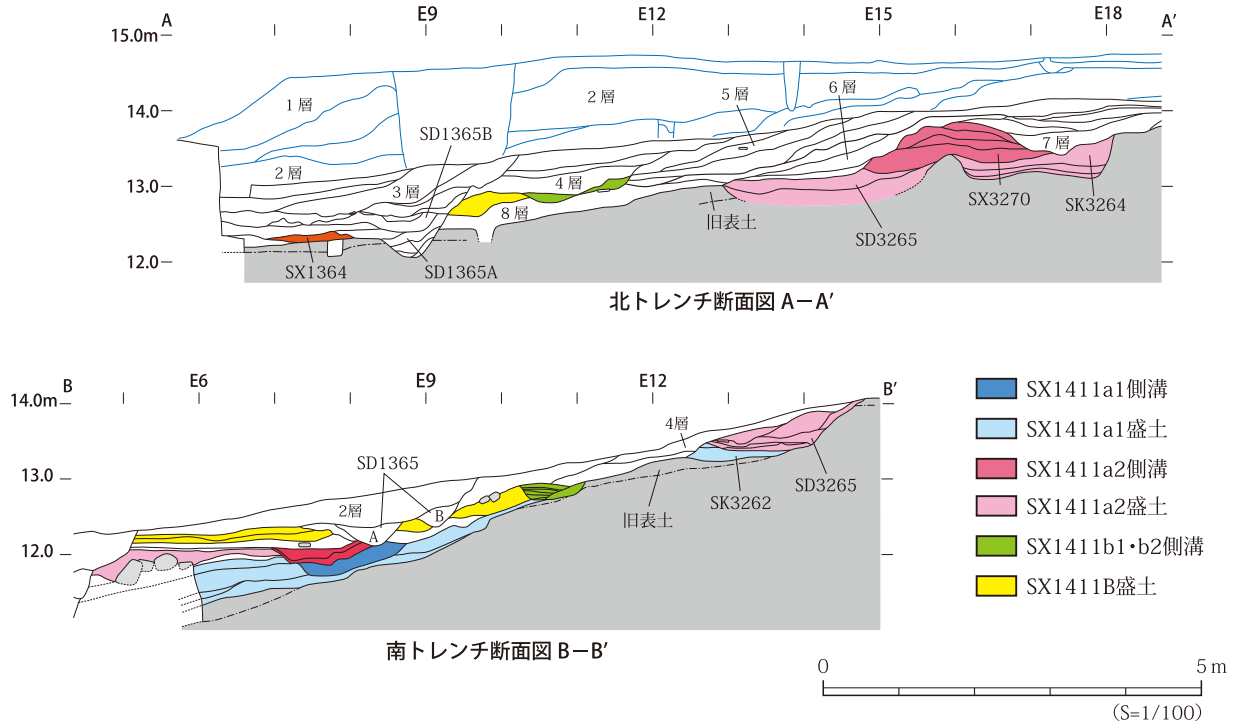 A E9 E12 E15 E18 A′
15.0m
1層
2層
5層
6層
14.0
SD1365B
7層
2層
3層
4層
13.0
8層
旧表土
SX3270
SK3264
SD3265
12.0
SX1364
SD1365A
北トレンチ断面図 A－A′
B E6 E9 E12 B′
14.0m
4層
SD1365
13.0
SD3265
SK3262
2層
B
旧表土
A
12.0
南トレンチ断面図 B－B′
SX1411a1側溝
SX1411a1盛土
SX1411a2側溝
SX1411a2盛土
SX1411b1・b2側溝
SX1411B盛土
0 5 m
(S=1/100)